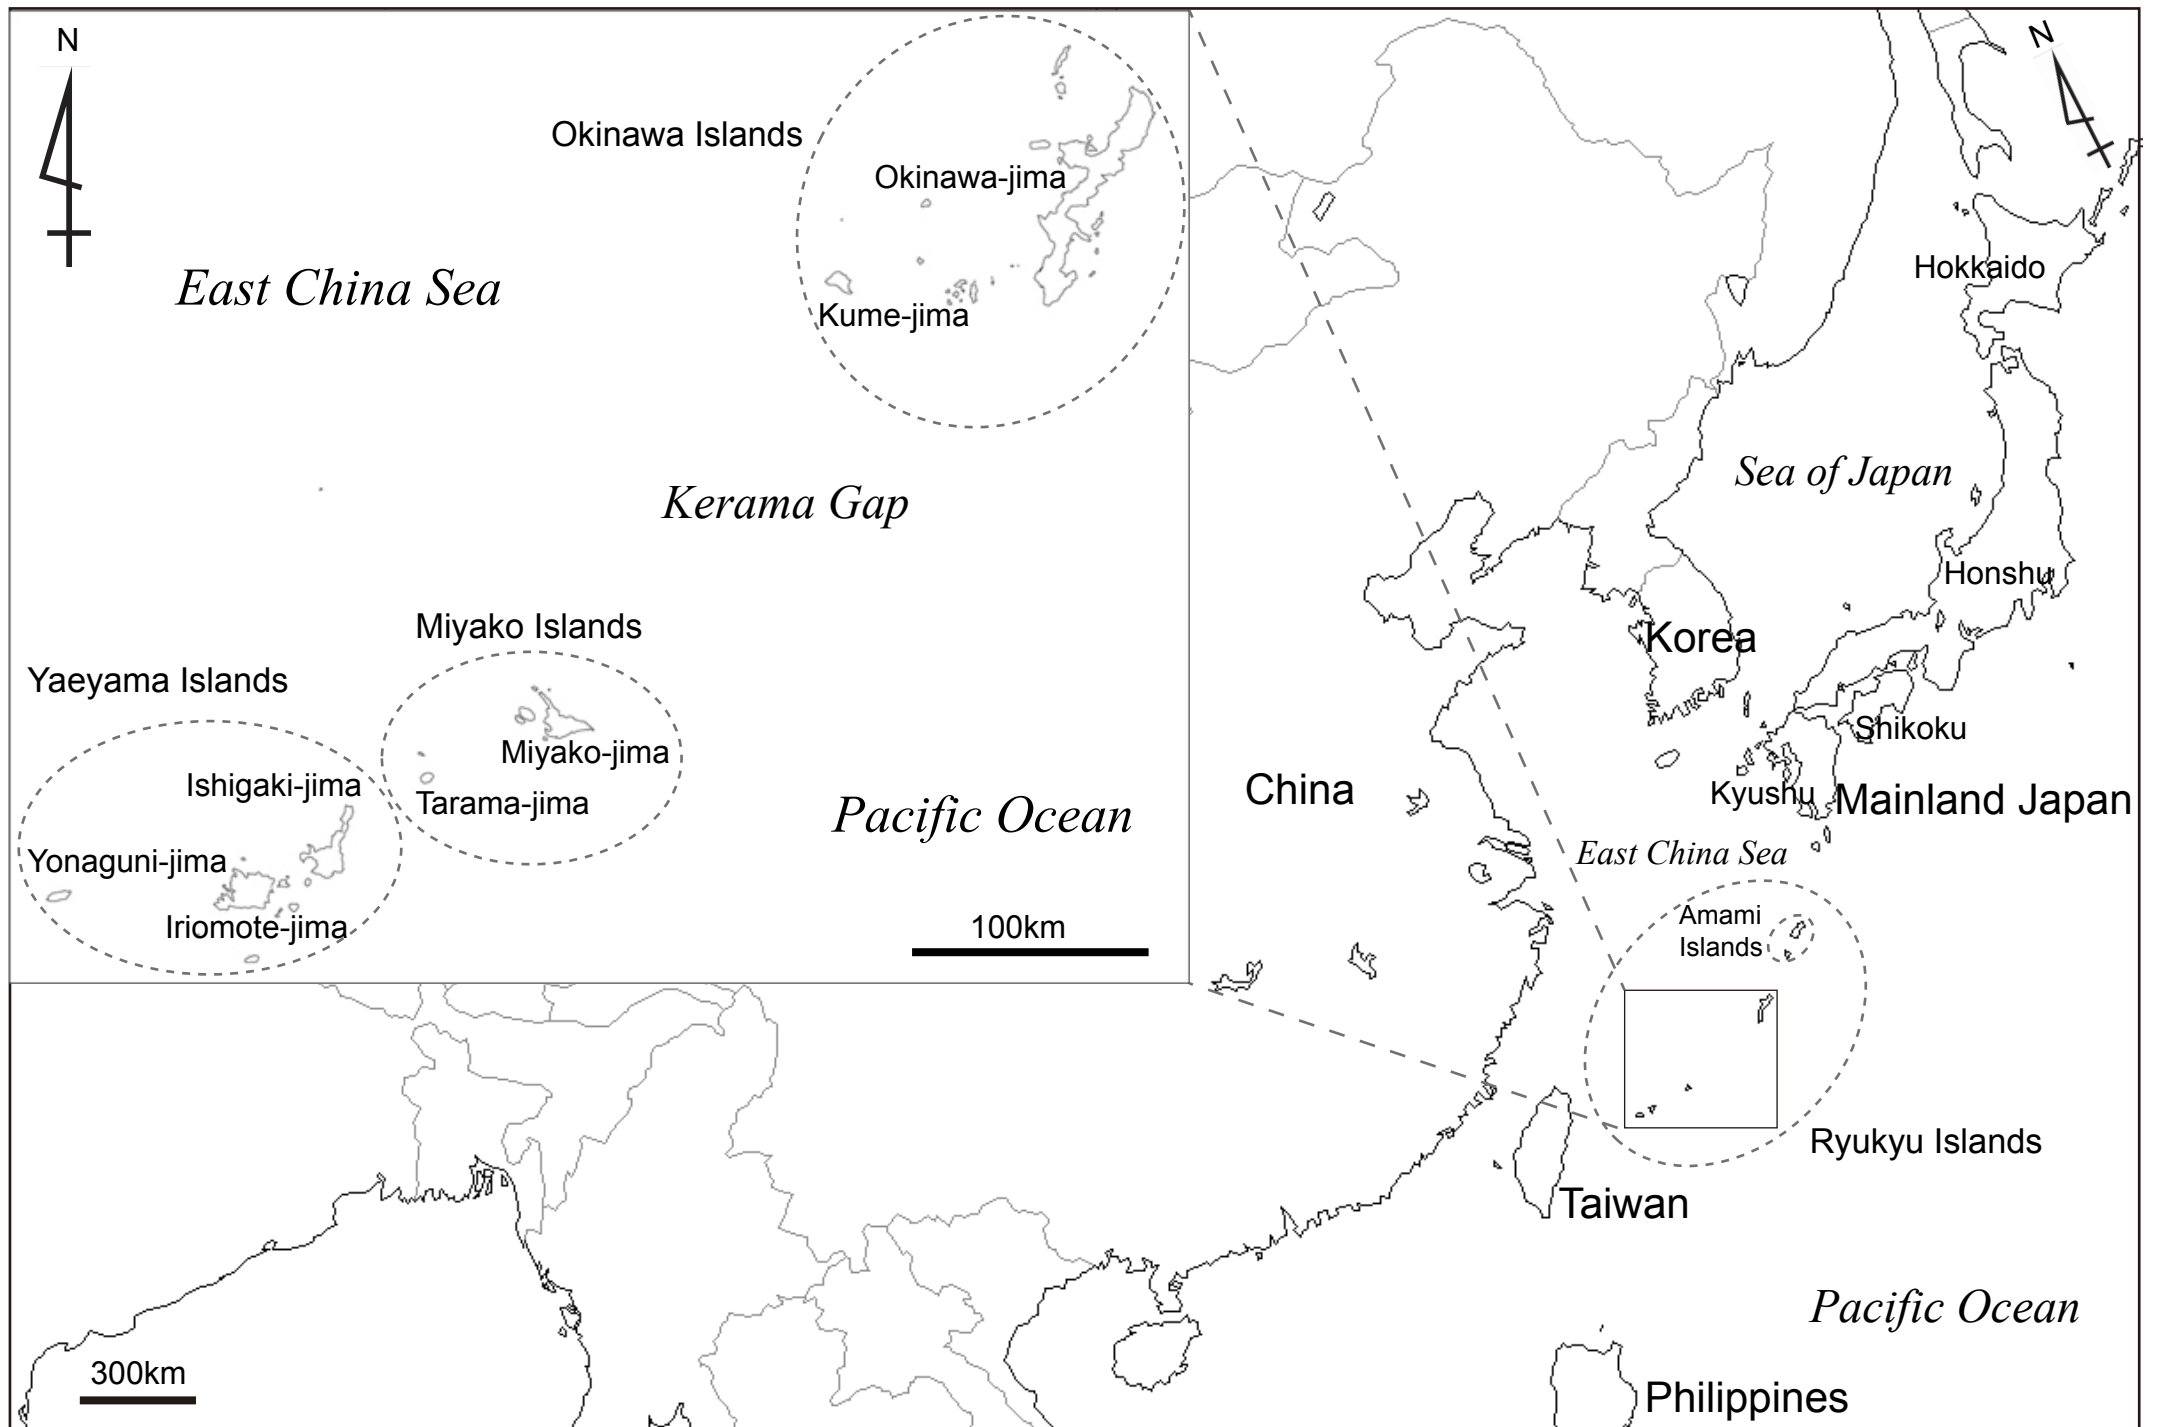 N
Okinawa Islands
Okinawa-jima
East China Sea
Kume-jima
Kerama Gap
Miyako Islands
Yaeyama Islands
Miyako-jima
Ishigaki-jima
Tarama-jima
Pacific Ocean
Yonaguni-jima
Iriomote-jima
100km
N
Hokkaido
Sea of Japan
Honshu
Korea
Shikoku
China
Kyushu
Mainland Japan
East China Sea
Amami
Islands
Ryukyu Islands
Taiwan
Pacific Ocean
300km
Philippines